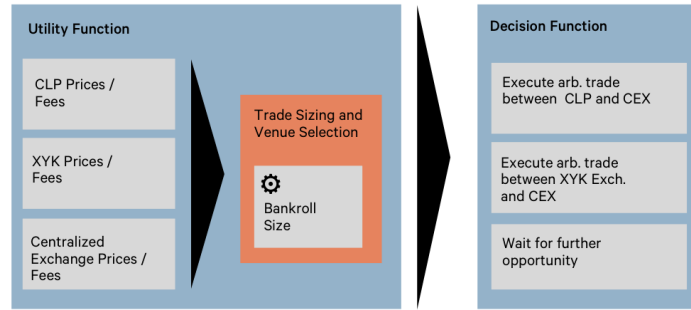 Utility Function
CLP Prices /
Fees
XYK Prices /
Fees
Centralized
Exchange Prices /
Fees
Trade Sizing and
Venue Selection
Bankroll
Size
Decision Function
Execute arb. trade
between CLP and CEX
Execute arb. trade
between XYK Exch.
and CEX
Wait for further
opportunity